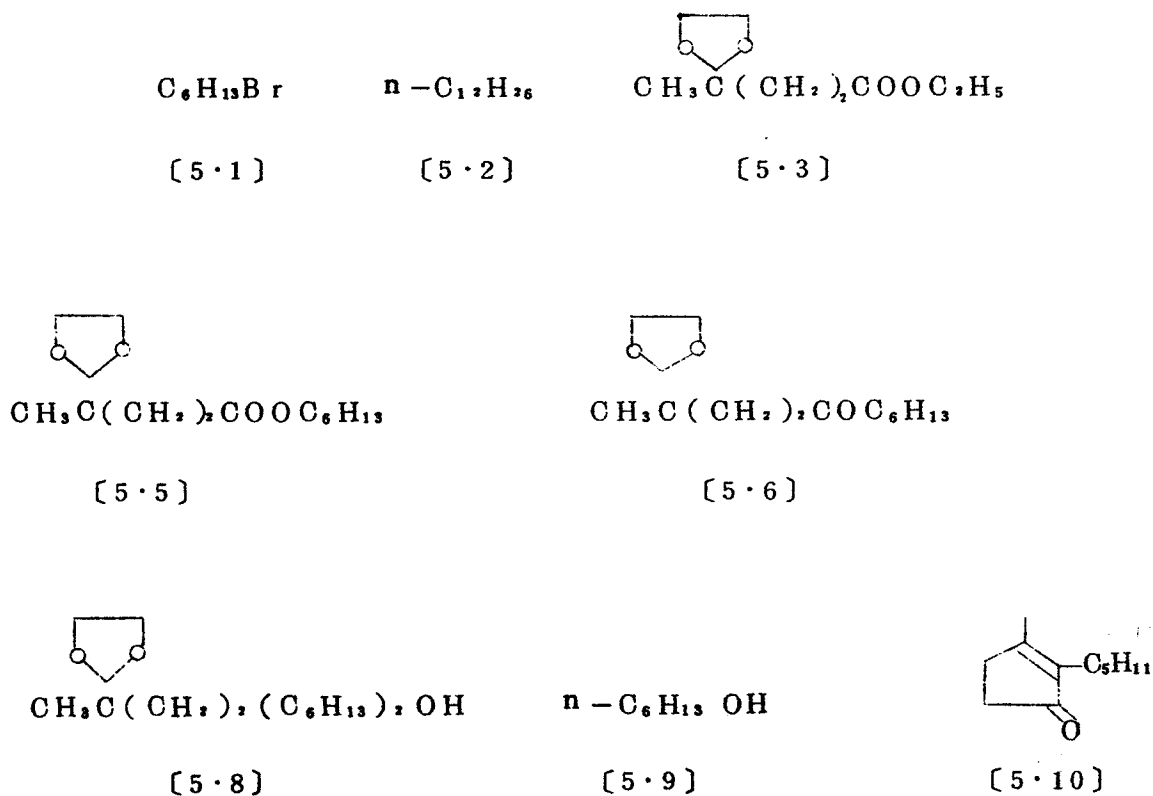 C₆H₁₃Br n-C₁₂H₂₆ CH₃C(CH₂)₂COOC₂H₅
[5·1] [5·2] [5·3]
CH₃C(CH₂)₂COOC₆H₁₃ CH₃C(CH₂)₂COC₆H₁₃
[5·5] [5·6]
C₅H₁₁
O
CH₃C(CH₂)₂(C₆H₁₃)₂OH n-C₆H₁₃OH
[5·8] [5·9] [5·10]